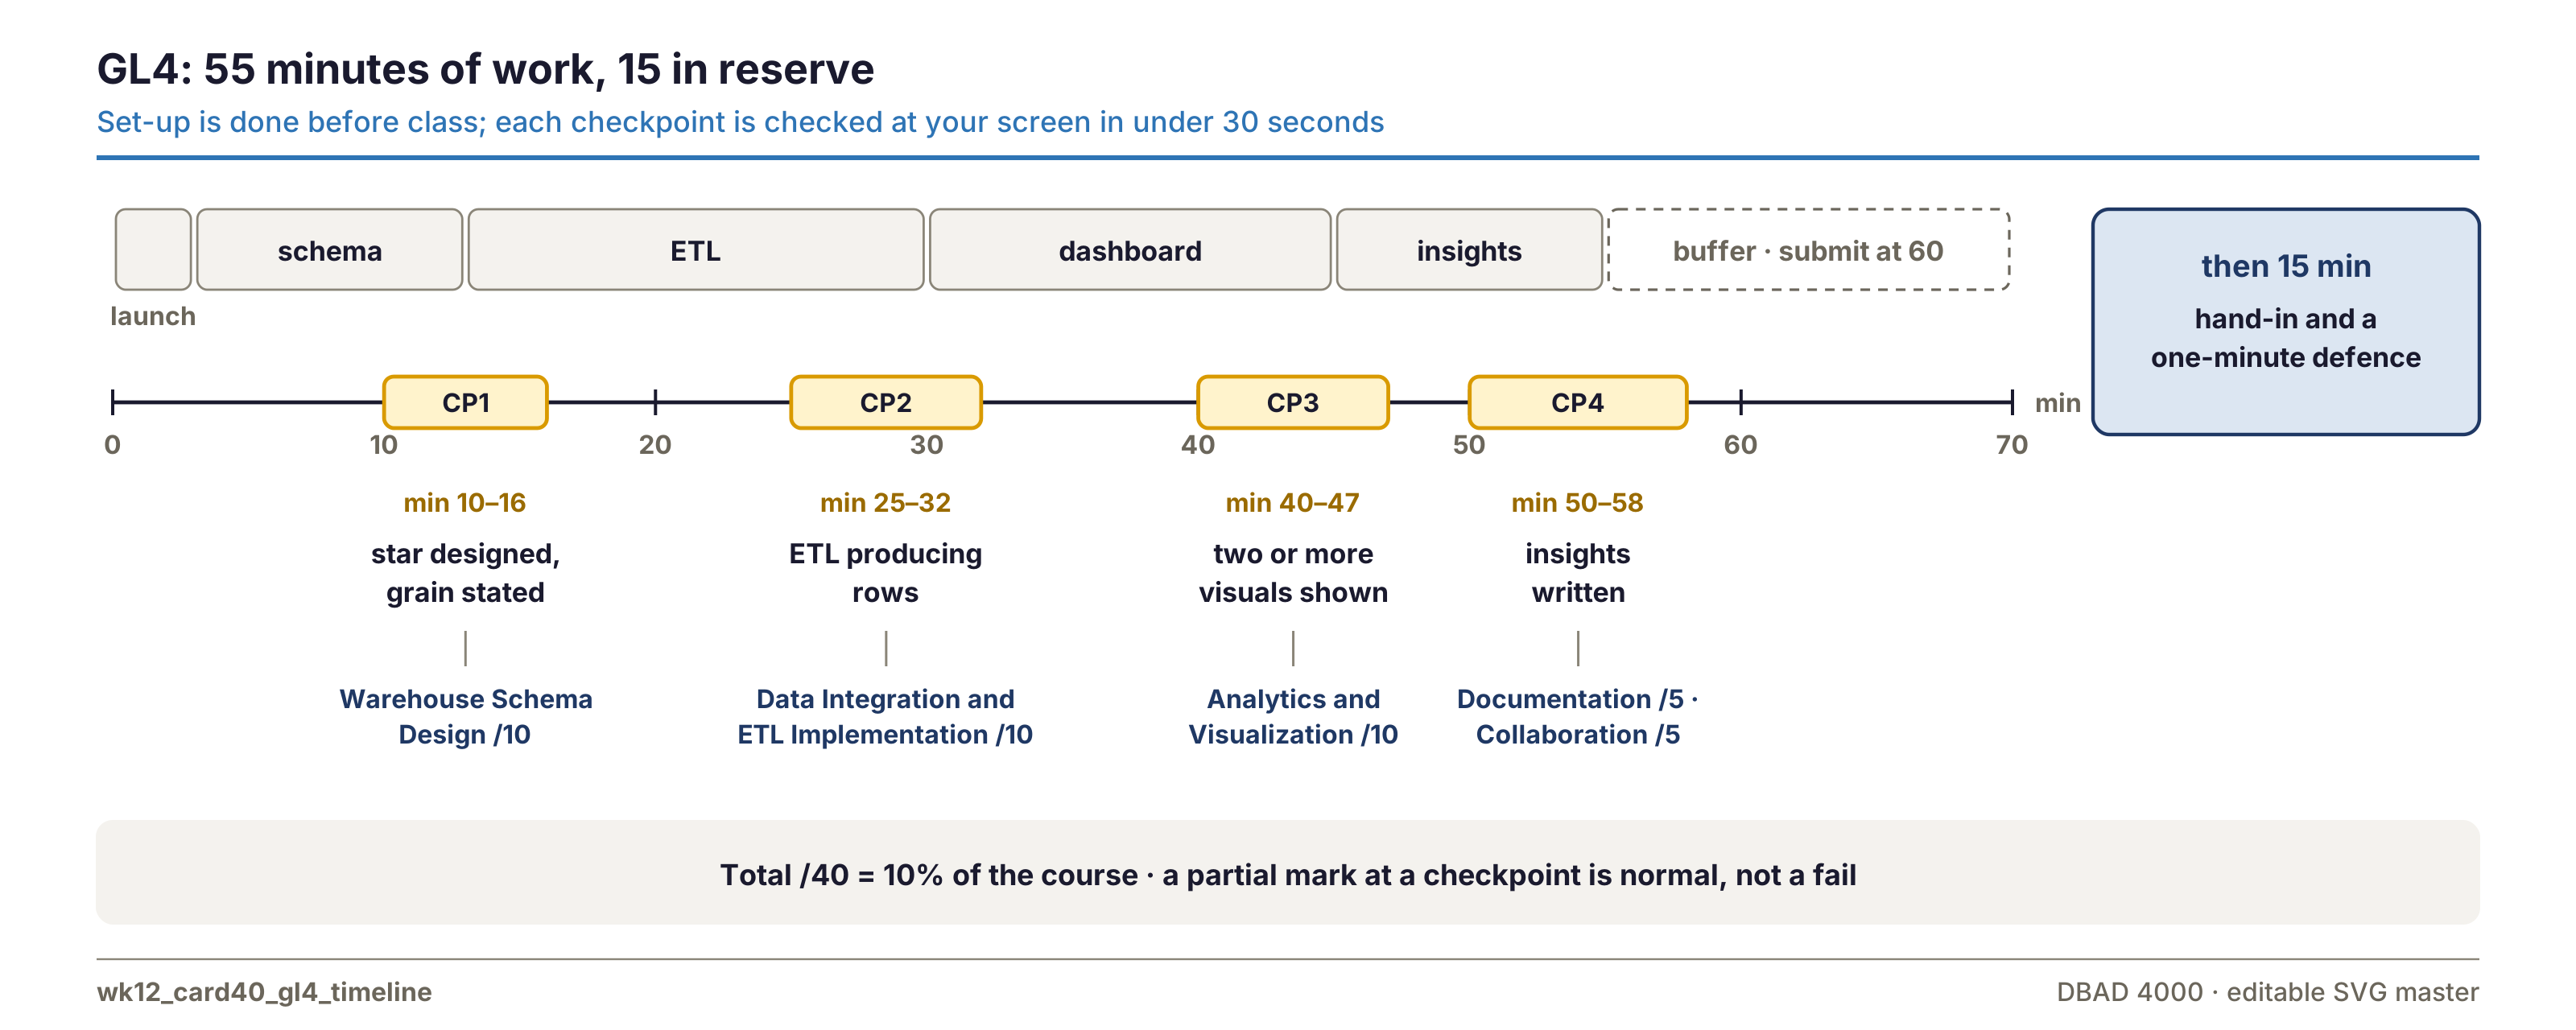 GL4: 55 minutes of work, 15 in reserve
Set-up is done before class; each checkpoint is checked at your screen in under 30 seconds
schema
ETL
dashboard
insights
buffer · submit at 60
launch
then 15 min
hand-in and a
one-minute defence
CP1
CP2
CP3
CP4
min
0
10
20
30
40
50
60
70
min 10–16
star designed,
grain stated
Warehouse Schema
Design /10
min 25–32
ETL producing
rows
Data Integration and
ETL Implementation /10
min 40–47
two or more
visuals shown
Analytics and
Visualization /10
min 50–58
insights
written
Documentation /5 ·
Collaboration /5
Total /40 = 10% of the course · a partial mark at a checkpoint is normal, not a fail
wk12_card40_gl4_timeline
DBAD 4000 · editable SVG master